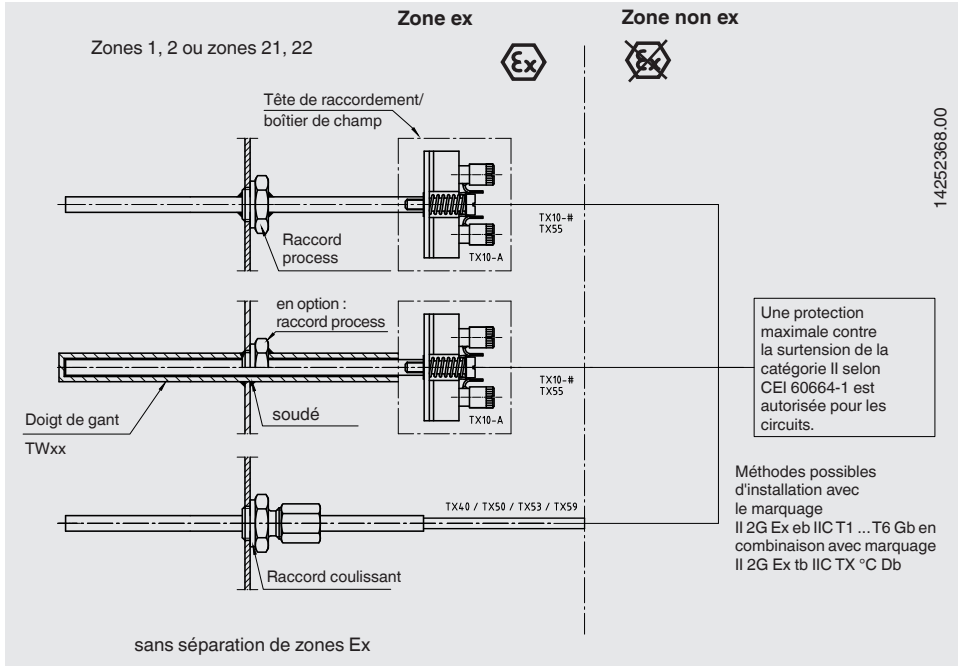 Zone ex
Zone non ex
Zones 1, 2 ou zones 21, 22
Ex
Ex
14252368.00
Tête de raccordement/
boîtier de champ
Raccord
process
TX10-#
TX55
TX10-A
en option :
raccord process
TX10-#
TX55
TX10-A
Doigt de gant
TWxx
soudé
Une protection
maximale contre
la surtension de la
catégorie II selon
CEI 60664-1 est
autorisée pour les
circuits.
Méthodes possibles
d'installation avec
le marquage
II 2G Ex eb IIC T1 ... T6 Gb en
combinaison avec marquage
II 2G Ex tb IIC TX °C Db
TX40 / TX50 / TX53 / TX59
Raccord coulissant
sans séparation de zones Ex